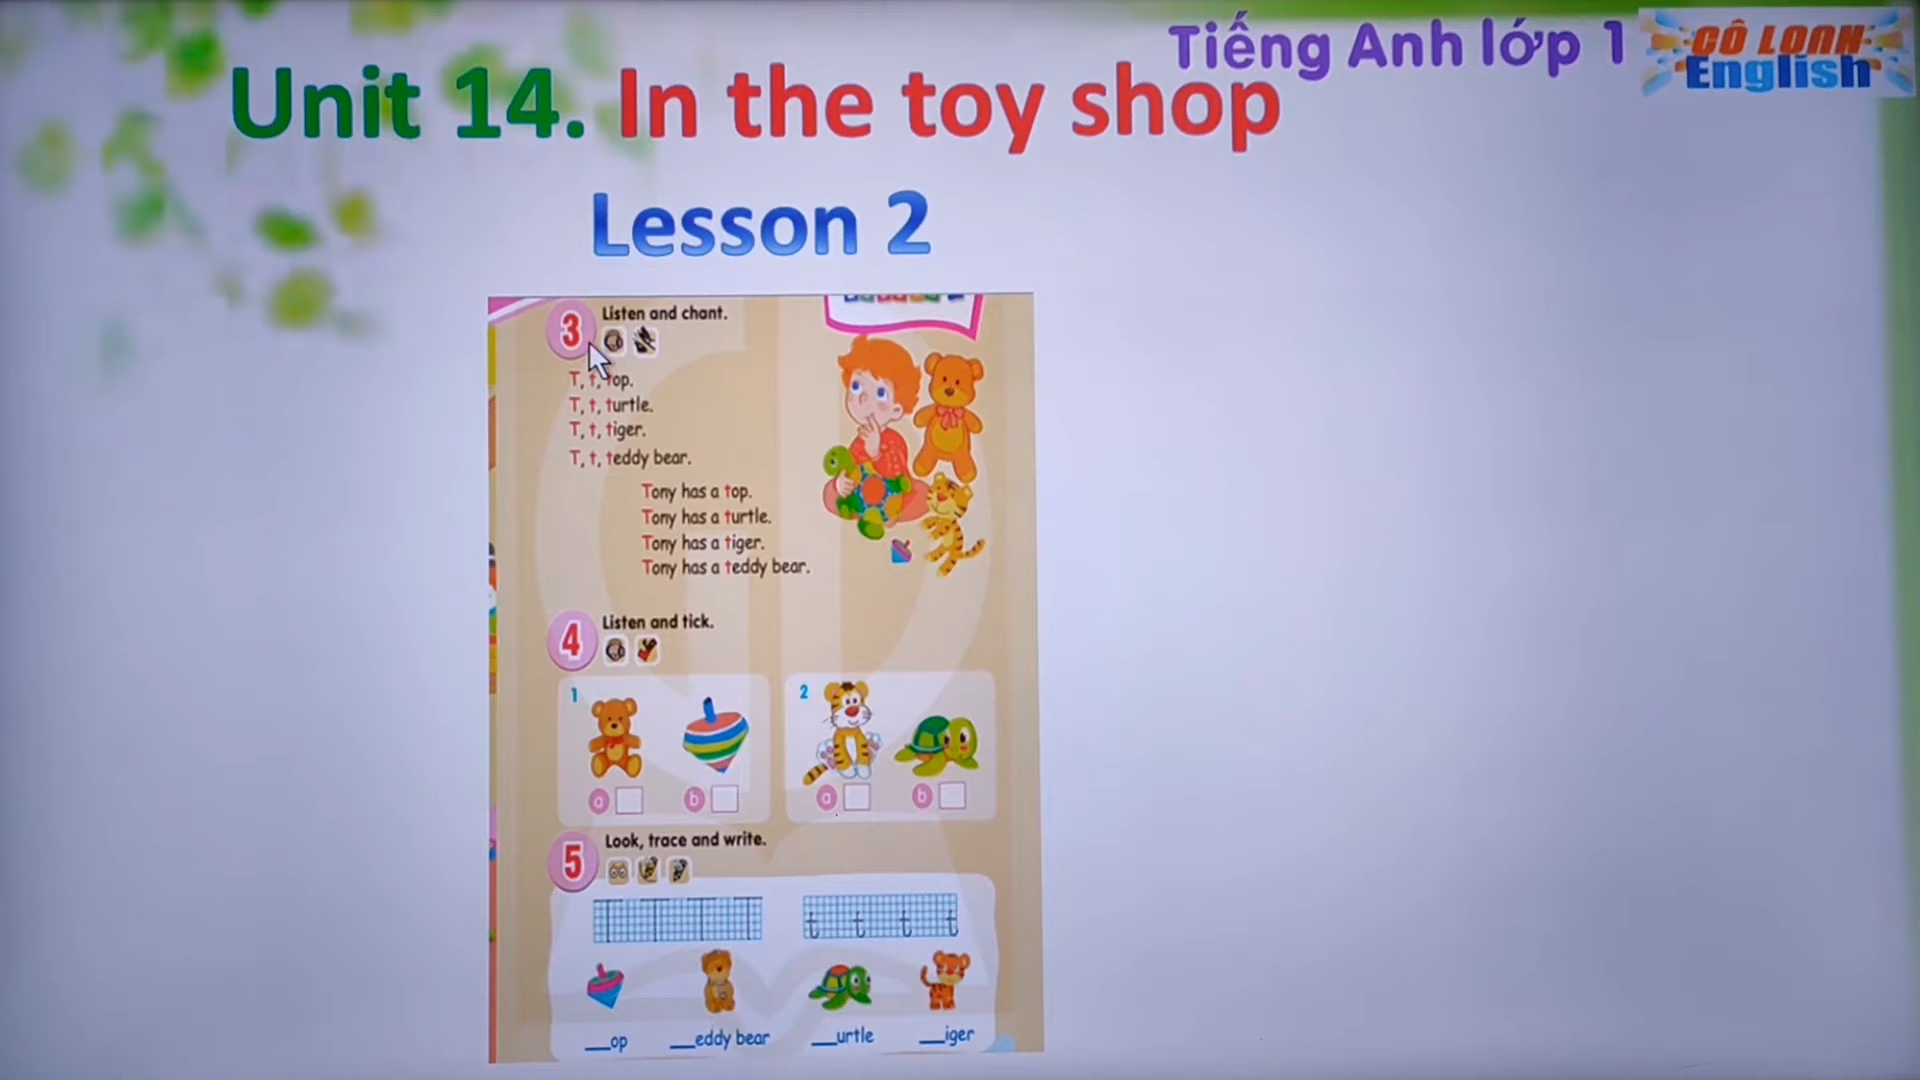 Tiếng Anh lớp 1
CÔ LOAN
English
Unit 14. In the toy shop
Lesson 2
3 Listen and chant.
T, t, top.
T, t, turtle.
T, t, tiger.
T, t, teddy bear.
Tony has a top.
Tony has a turtle.
Tony has a tiger.
Tony has a teddy bear.
4 Listen and tick.
1
2
a
b
a
b
5 Look, trace and write.
T T T T
t t t t
__op
__eddy bear
__urtle
__iger